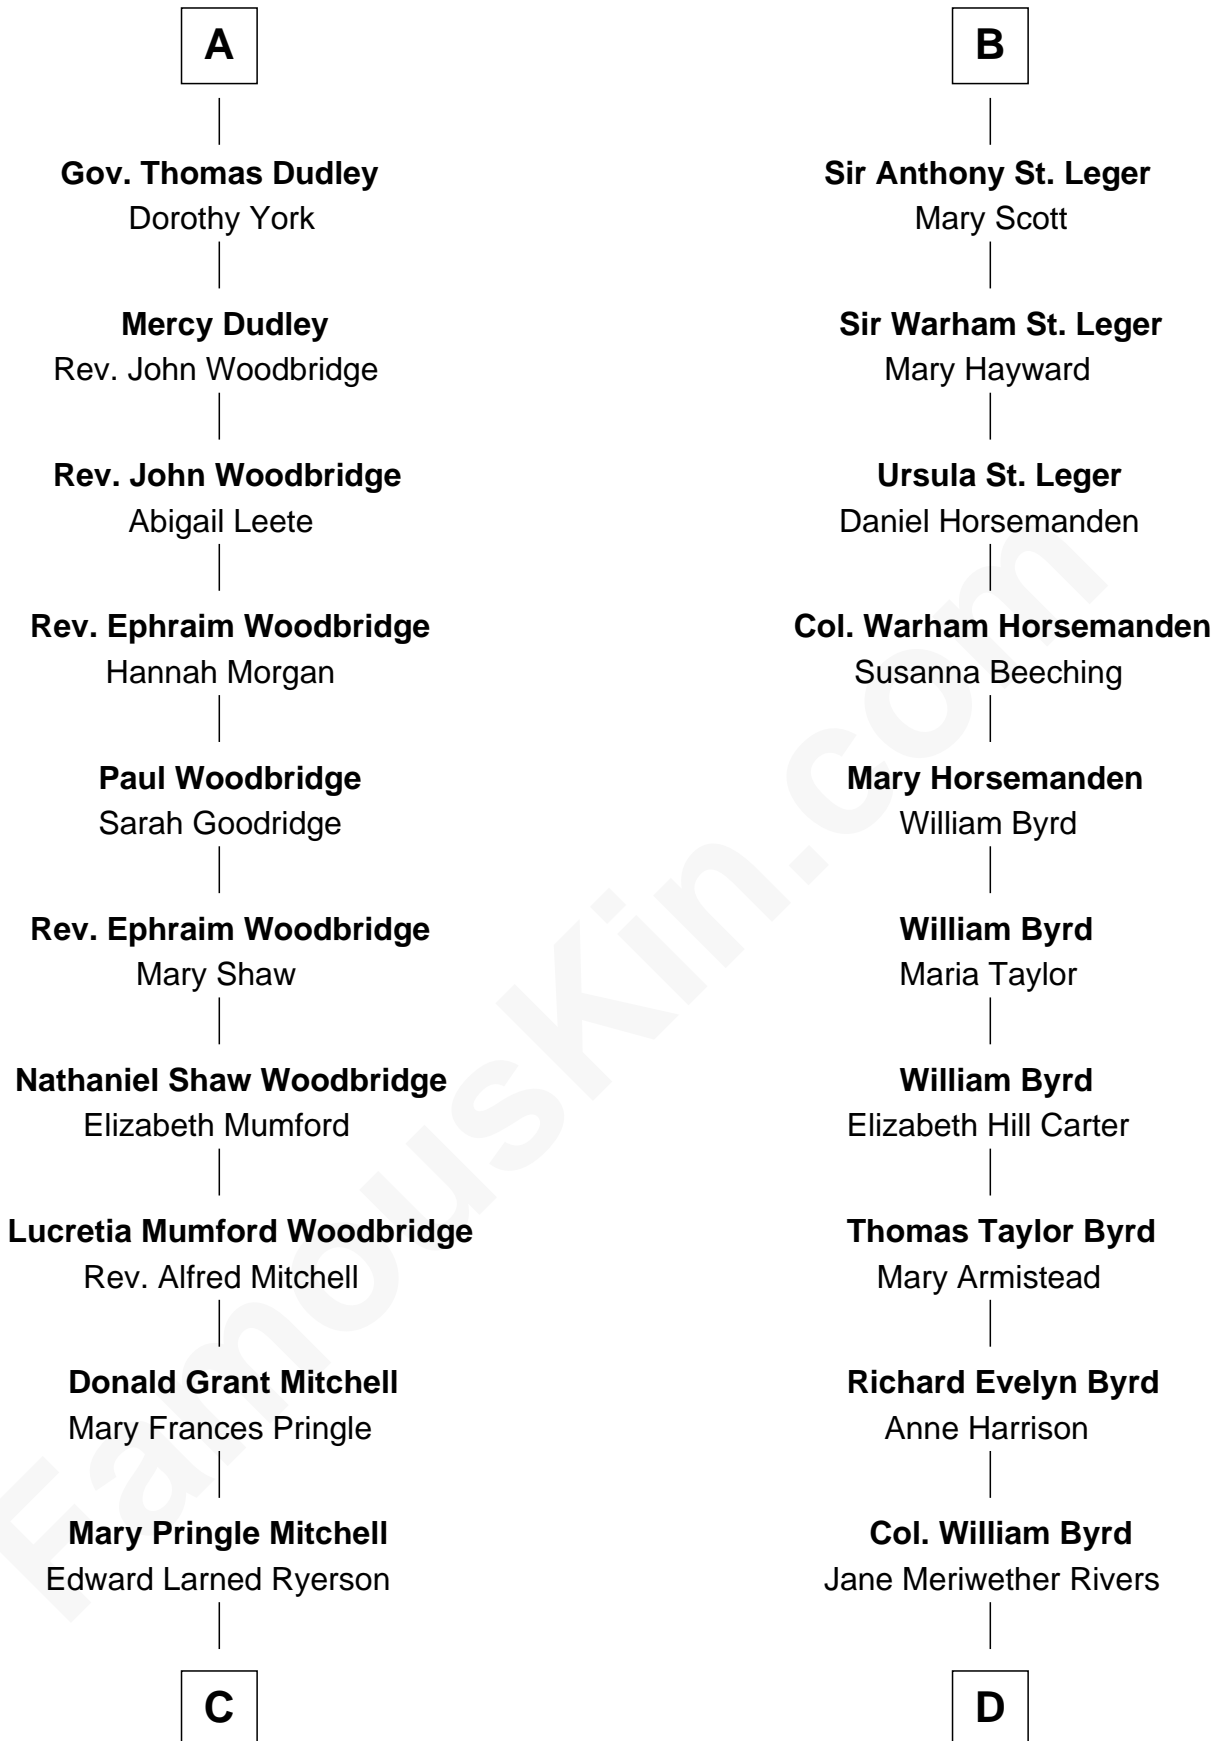 A
Gov. Thomas Dudley
Dorothy York
Mercy Dudley
Rev. John Woodbridge
Rev. John Woodbridge
Abigail Leete
Rev. Ephraim Woodbridge
Hannah Morgan
Paul Woodbridge
Sarah Goodridge
Rev. Ephraim Woodbridge
Mary Shaw
Nathaniel Shaw Woodbridge
Elizabeth Mumford
Lucretia Mumford Woodbridge
Rev. Alfred Mitchell
Donald Grant Mitchell
Mary Frances Pringle
Mary Pringle Mitchell
Edward Larned Ryerson
C
B
Sir Anthony St. Leger
Mary Scott
Sir Warham St. Leger
Mary Hayward
Ursula St. Leger
Daniel Horsemanden
Col. Warham Horsemanden
Susanna Beeching
Mary Horsemanden
William Byrd
William Byrd
Maria Taylor
William Byrd
Elizabeth Hill Carter
Thomas Taylor Byrd
Mary Armistead
Richard Evelyn Byrd
Anne Harrison
Col. William Byrd
Jane Meriwether Rivers
D
FamousKin.com